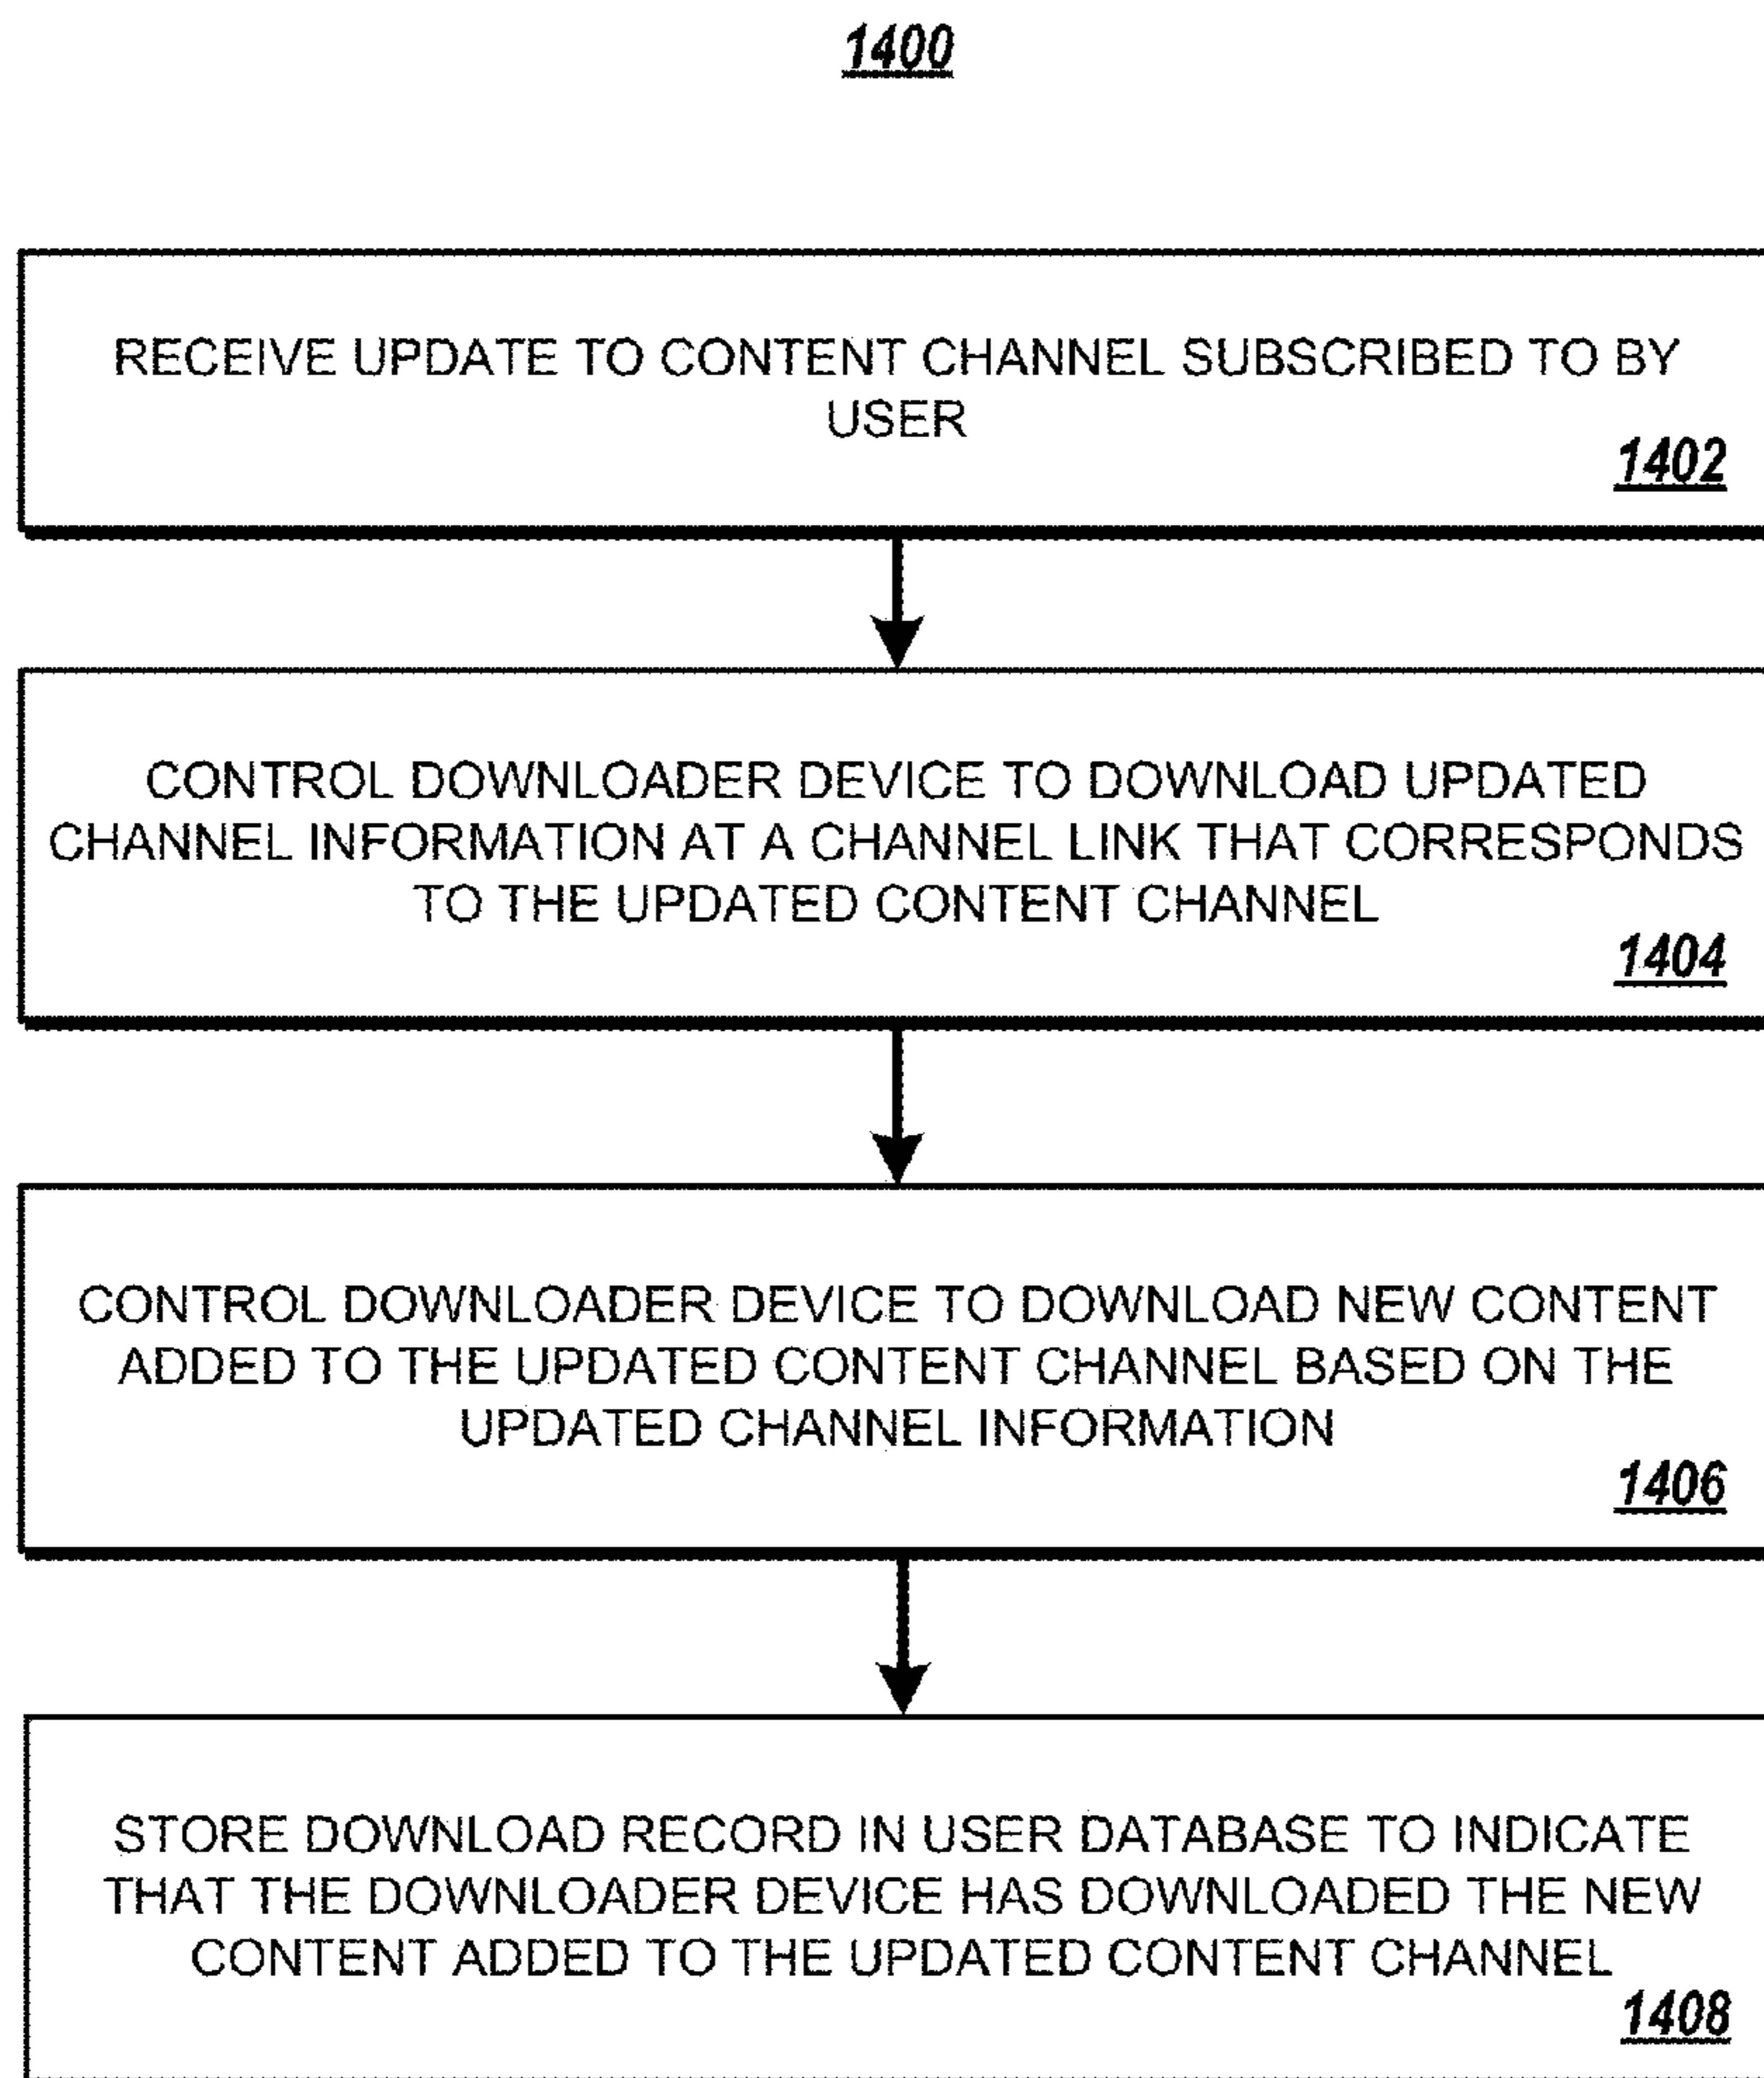 1400
RECEIVE UPDATE TO CONTENT CHANNEL SUBSCRIBED TO BY
USER
1402
CONTROL DOWNLOADER DEVICE TO DOWNLOAD UPDATED
CHANNEL INFORMATION AT A CHANNEL LINK THAT CORRESPONDS
TO THE UPDATED CONTENT CHANNEL
1404
CONTROL DOWNLOADER DEVICE TO DOWNLOAD NEW CONTENT
ADDED TO THE UPDATED CONTENT CHANNEL BASED ON THE
UPDATED CHANNEL INFORMATION
1406
STORE DOWNLOAD RECORD IN USER DATABASE TO INDICATE
THAT THE DOWNLOADER DEVICE HAS DOWNLOADED THE NEW
CONTENT ADDED TO THE UPDATED CONTENT CHANNEL
1408